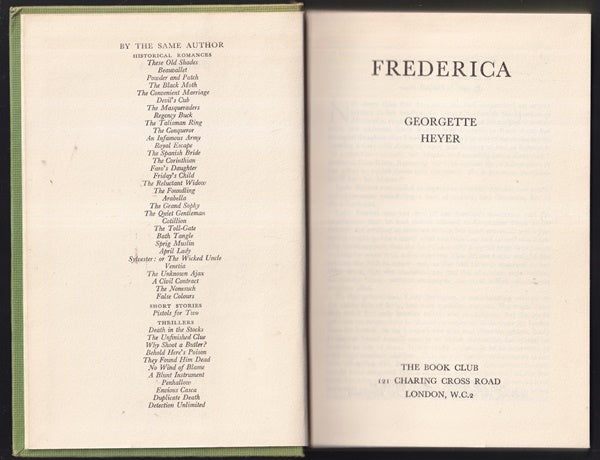 BY THE SAME AUTHOR
HISTORICAL ROMANCES
These Old Shades
Beauvallet
Powder and Patch
The Black Moth
The Convenient Marriage
Devil's Cub
The Masqueraders
Regency Buck
The Talisman Ring
The Conqueror
An Infamous Army
Royal Escape
The Spanish Bride
The Corinthian
Faro's Daughter
Friday's Child
The Reluctant Widow
The Foundling
Arabella
The Grand Sophy
The Quiet Gentleman
Cotillion
The Toll-Gate
Bath Tangle
Sprig Muslin
April Lady
Sylvester: or The Wicked Uncle
Venetia
The Unknown Ajax
A Civil Contract
The Nonesuch
False Colours
SHORT STORIES
Pistols for Two
THRILLERS
Death in the Stocks
The Unfinished Clue
Why Shoot a Butler?
Behold Here's Poison
They Found Him Dead
No Wind of Blame
A Blunt Instrument
Penhallow
Envious Casca
Duplicate Death
Detection Unlimited
FREDERICA
GEORGETTE
HEYER
THE BOOK CLUB
121 CHARING CROSS ROAD
LONDON, W.C.2